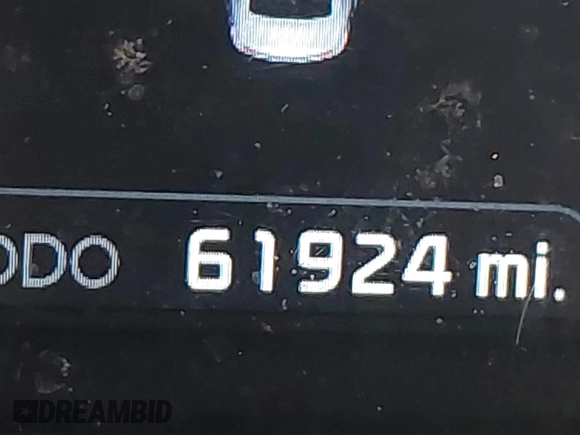 ODO 61924 mi.
DREAMBID